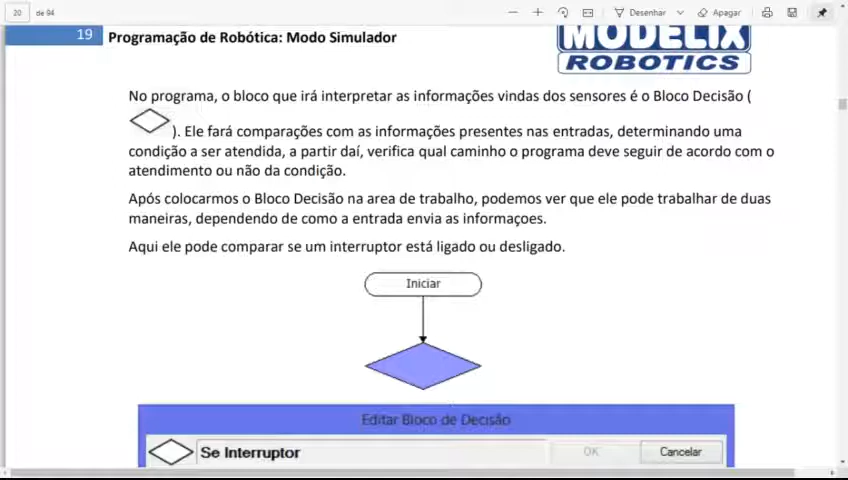 20 de 94 Desenhar Apagar
19 Programação de Robótica: Modo Simulador
MODELIX
ROBOTICS
No programa, o bloco que irá interpretar as informações vindas dos sensores é o Bloco Decisão (
). Ele fará comparações com as informações presentes nas entradas, determinando uma
condição a ser atendida, a partir daí, verifica qual caminho o programa deve seguir de acordo com o
atendimento ou não da condição.
Após colocarmos o Bloco Decisão na area de trabalho, podemos ver que ele pode trabalhar de duas
maneiras, dependendo de como a entrada envia as informaçoes.
Aqui ele pode comparar se um interruptor está ligado ou desligado.
Iniciar
Editar Bloco de Decisão
Se Interruptor OK Cancelar